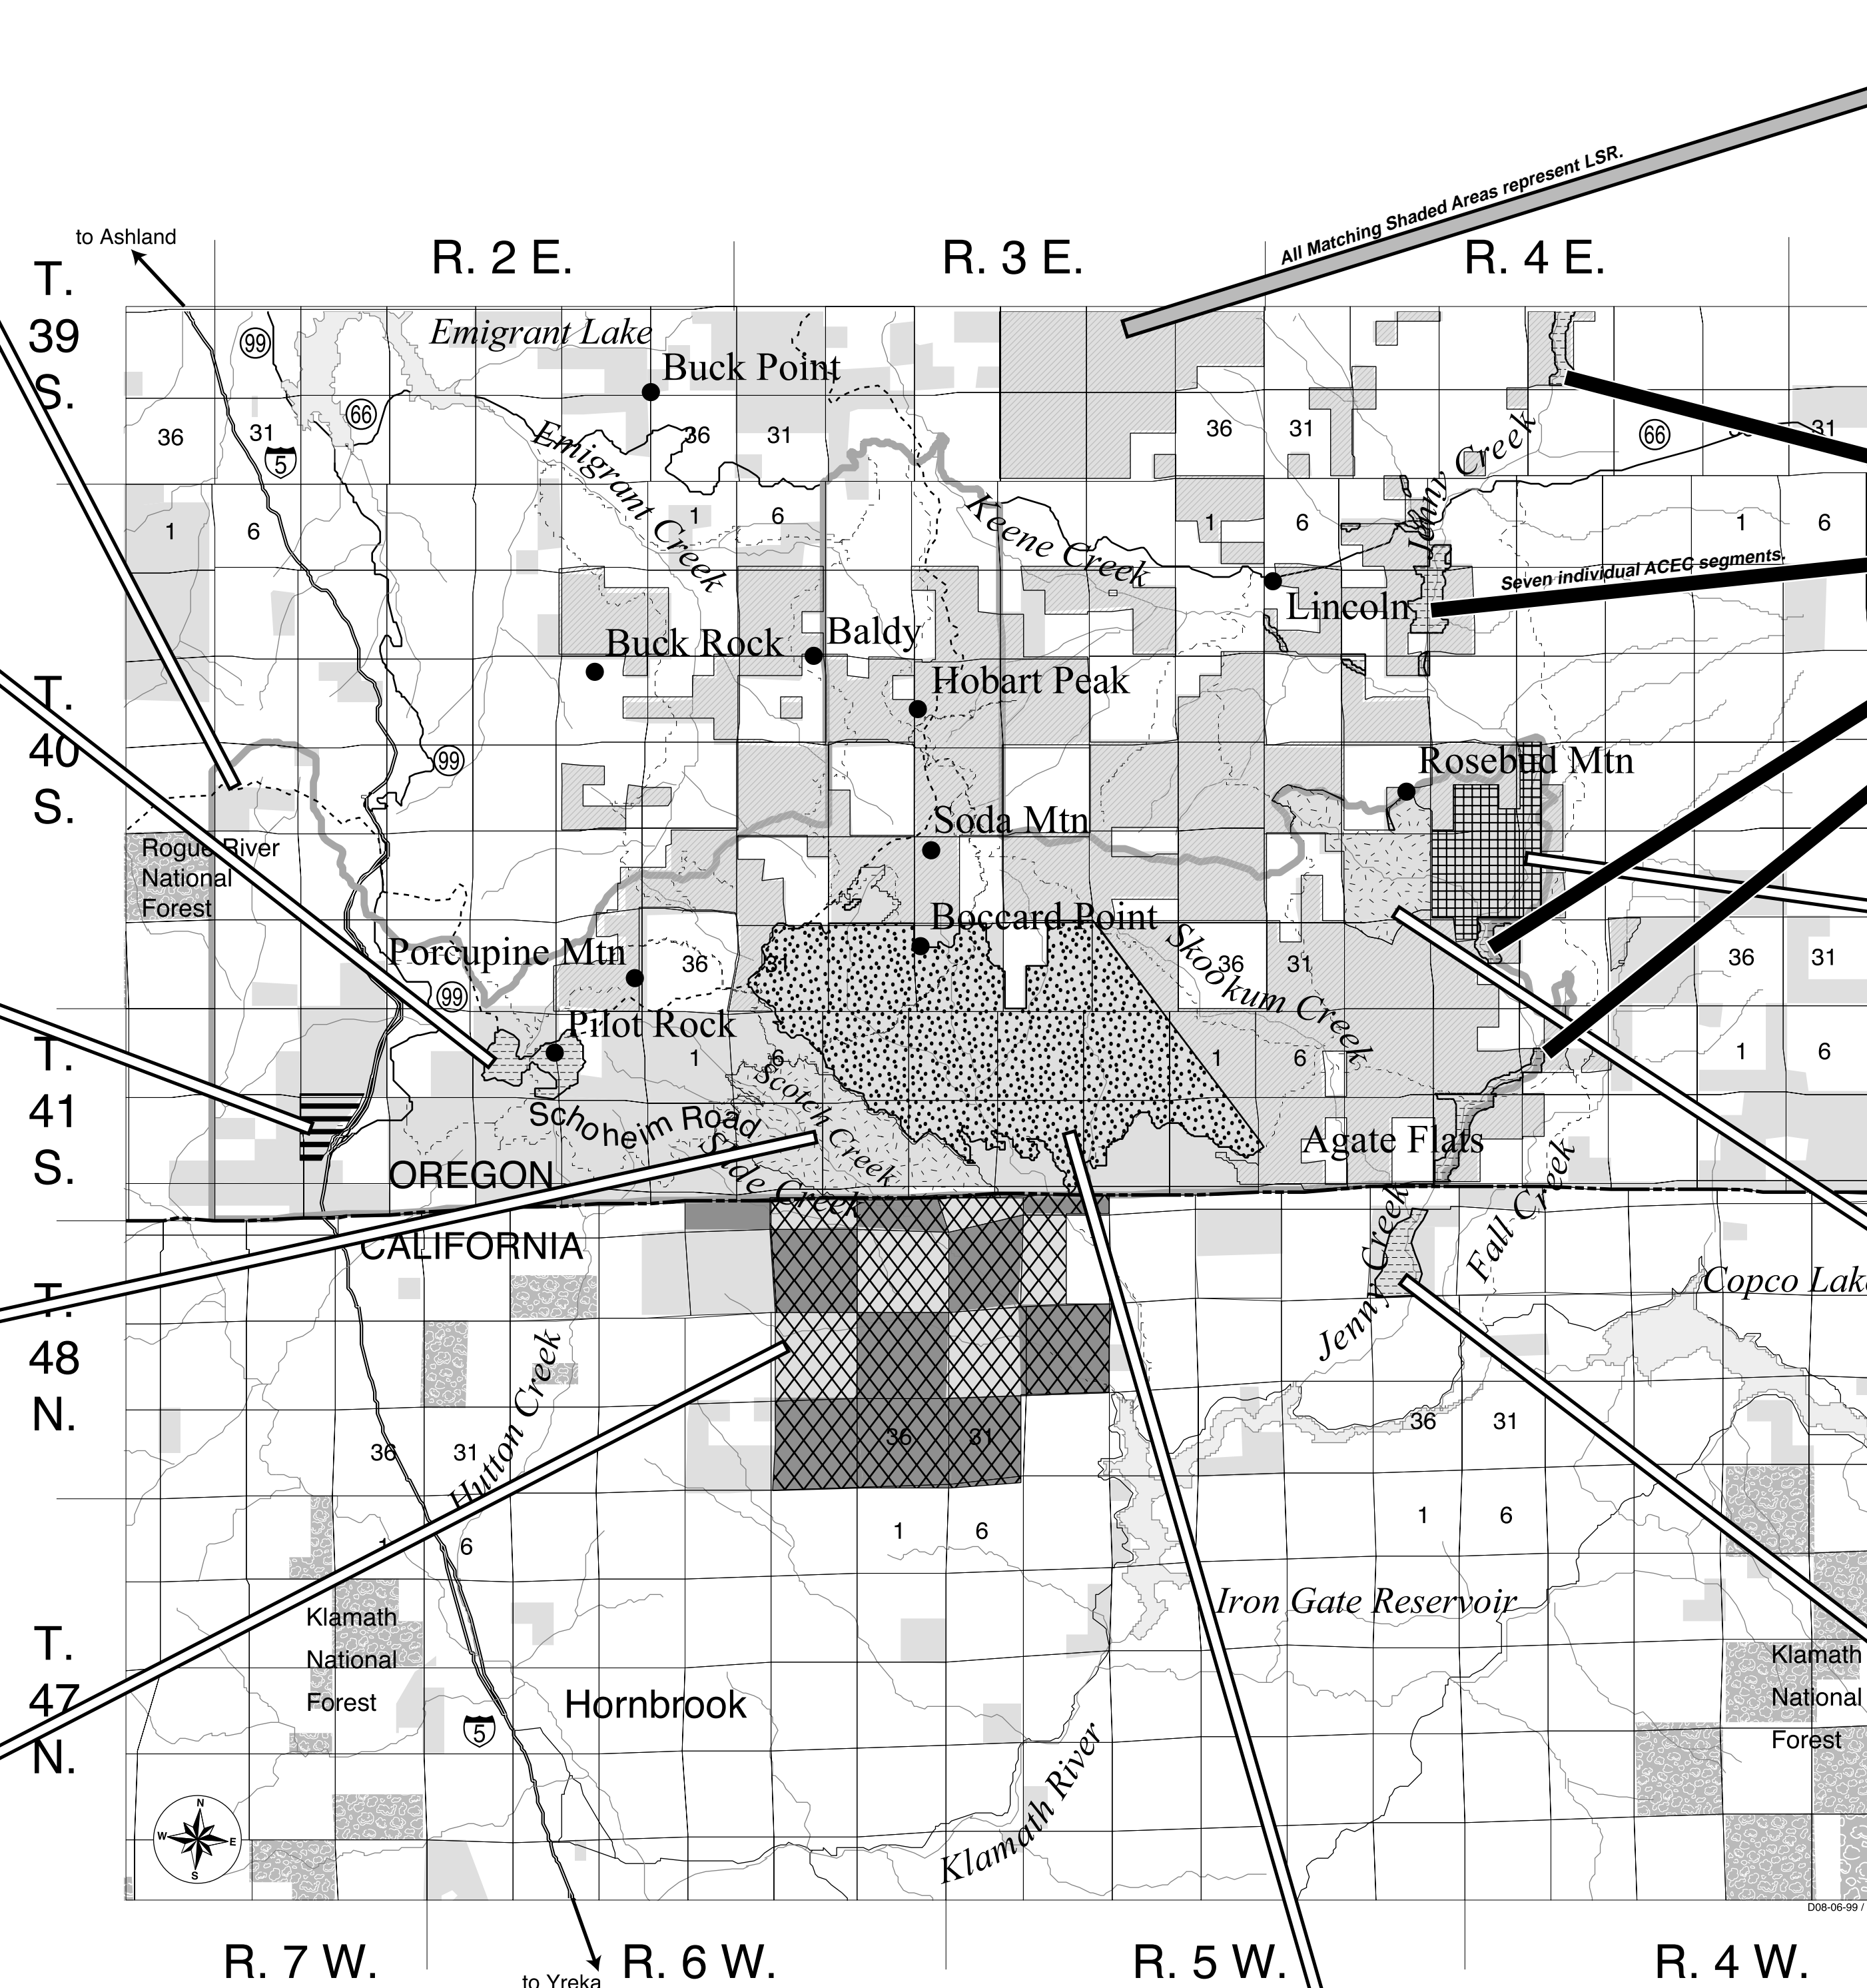 All Matching Shaded Areas represent LSR.
to Ashland
R. 2 E.
R. 3 E.
R. 4 E.
T.
39
S.
99
Emigrant Lake
Buck Point
66
36
31
5
Emigrant Creek
36
31
36
31
Jenny Creek
66
31
1
6
1
6
Keene Creek
1
6
1
6
Seven individual ACEC segments.
Lincoln
Buck Rock
Baldy
Hobart Peak
T.
40
S.
99
Rosebud Mtn
Soda Mtn
Rogue River
National
Forest
Boccard Point
Porcupine Mtn
36
31
Skookum Creek
36
31
36
31
99
Pilot Rock
T.
41
S.
1
6
1
6
1
6
Scotch Creek
Schoheim Road
Slide Creek
Agate Flats
OREGON
CALIFORNIA
Jenny Creek
Fall Creek
Copco Lake
T.
48
N.
Hutton Creek
36
31
36
31
36
31
1
6
1
6
1
6
Iron Gate Reservoir
Klamath
National
Forest
T.
47
N.
Hornbrook
5
Klamath
National
Forest
Klamath River
N
W
E
S
D08-06-99 /
R. 7 W.
R. 6 W.
R. 5 W.
R. 4 W.
to Yreka